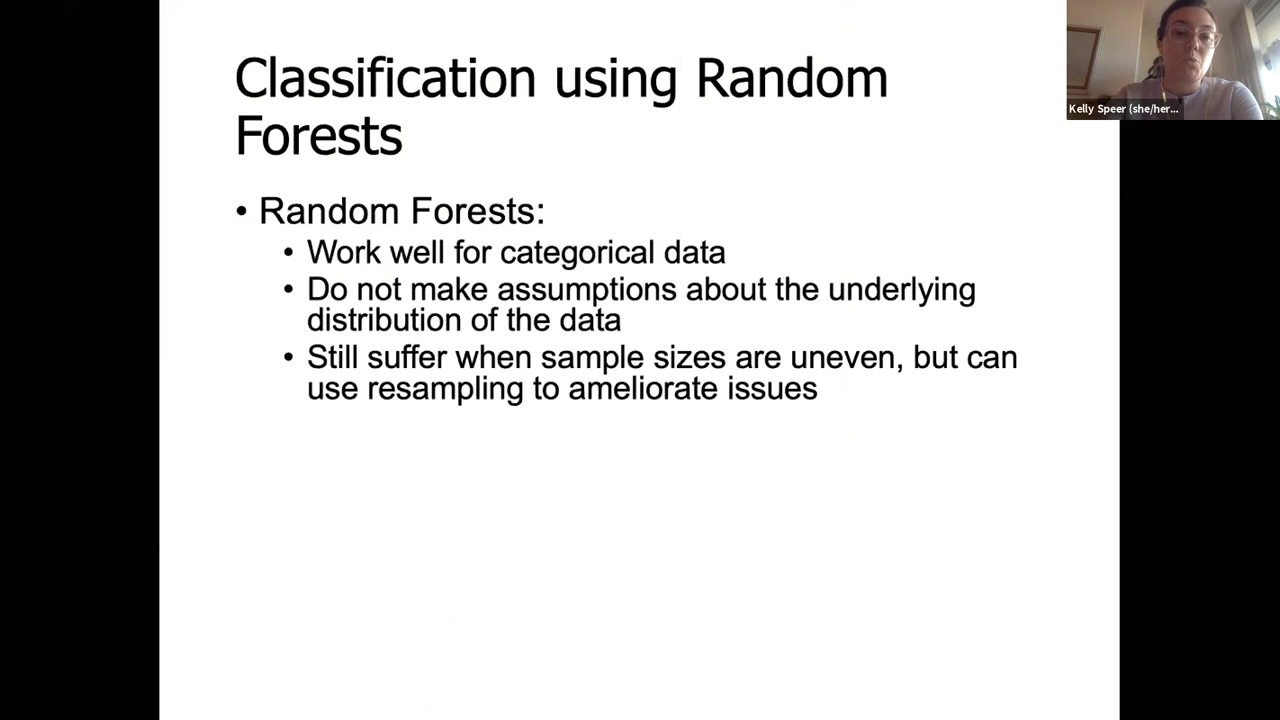 Classification using Random
Forests
• Random Forests:
• Work well for categorical data
• Do not make assumptions about the underlying
distribution of the data
• Still suffer when sample sizes are uneven, but can
use resampling to ameliorate issues
Kelly Speer (she/her...